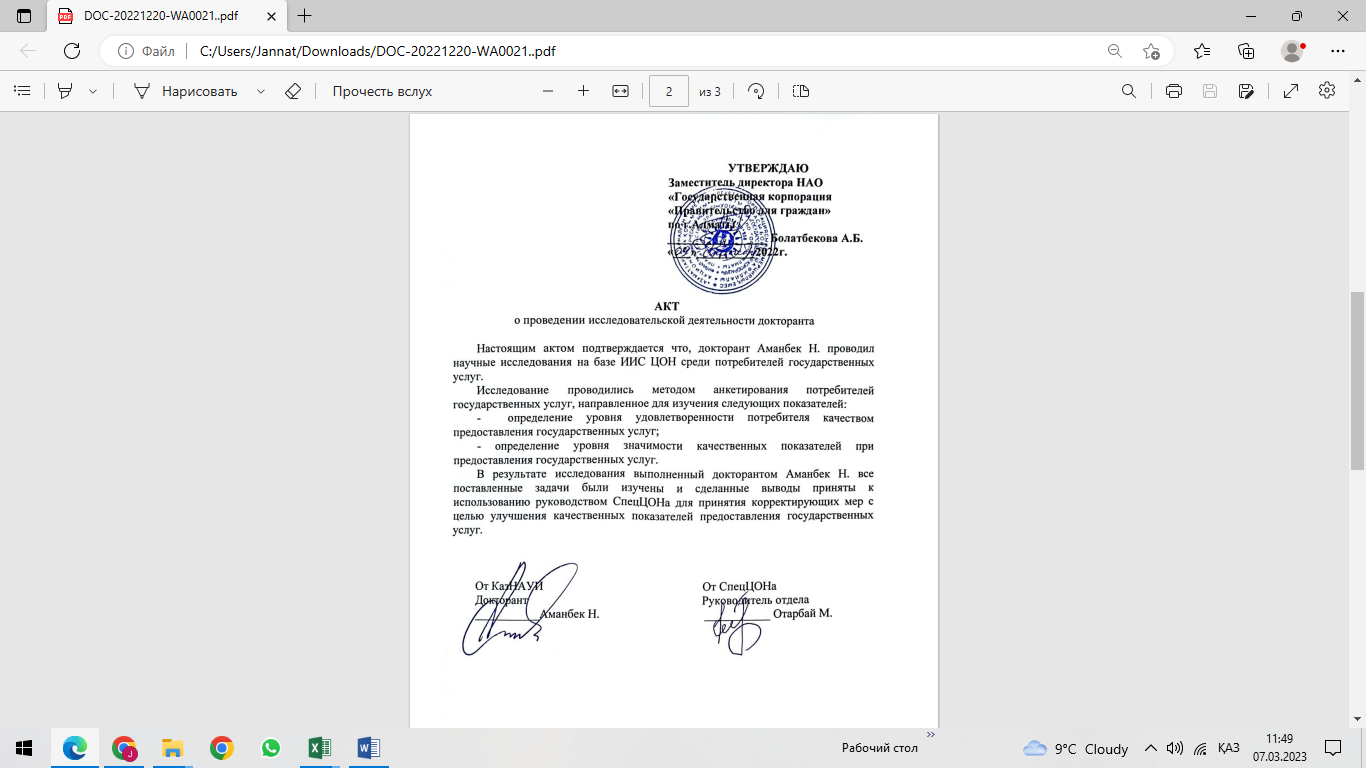 DOC-20221220-WA0021..pdf
Файл C:/Users/Jannat/Downloads/DOC-20221220-WA0021..pdf
Нарисовать Прочесть вслух 2 из 3
УТВЕРЖДАЮ
Заместитель директора НАО
«Государственная корпорация
«Правительство для граждан»
по г.Алматы
Болатбекова А.Б.
«09» 2022г.
АКТ
о проведении исследовательской деятельности докторанта
Настоящим актом подтверждается что, докторант Аманбек Н. проводил
научные исследования на базе ИИС ЦОН среди потребителей государственных
услуг.
Исследование проводились методом анкетирования потребителей
государственных услуг, направленное для изучения следующих показателей:
- определение уровня удовлетворенности потребителя качеством
предоставления государственных услуг;
- определение уровня значимости качественных показателей при
предоставления государственных услуг.
В результате исследования выполненный докторантом Аманбек Н. все
поставленные задачи были изучены и сделанные выводы приняты к
использованию руководством СпецЦОНа для принятия корректирующих мер с
целью улучшения качественных показателей предоставления государственных
услуг.
От КазНАУИ От СпецЦОНа
Докторант Руководитель отдела
Аманбек Н. Отарбай М.
Рабочий стол 9°C Cloudy ҚАЗ 11:49
07.03.2023